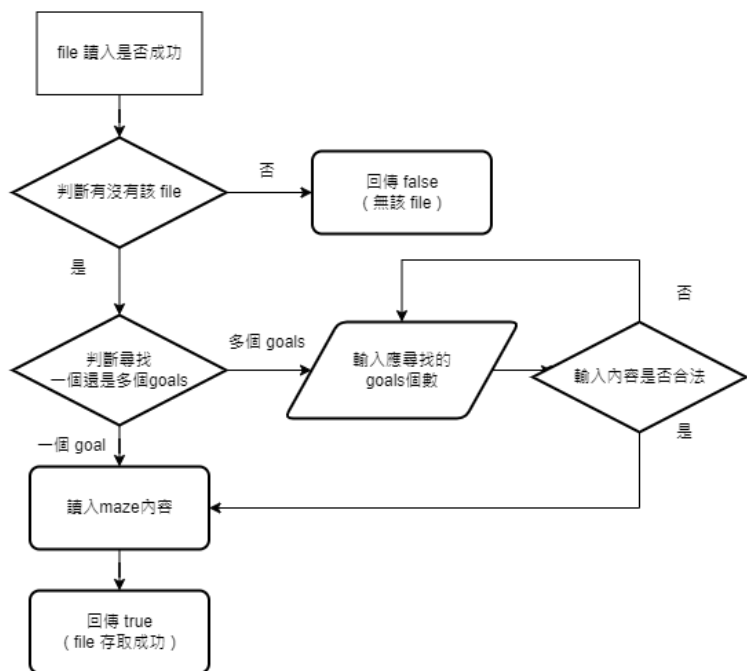 file 讀入是否成功
判斷有沒有該 file
否
回傳 false
（無該 file）
是
判斷尋找
一個還是多個goals
多個 goals
輸入應尋找的
goals個數
輸入內容是否合法
否
是
一個 goal
讀入maze內容
回傳 true
（file 存取成功）